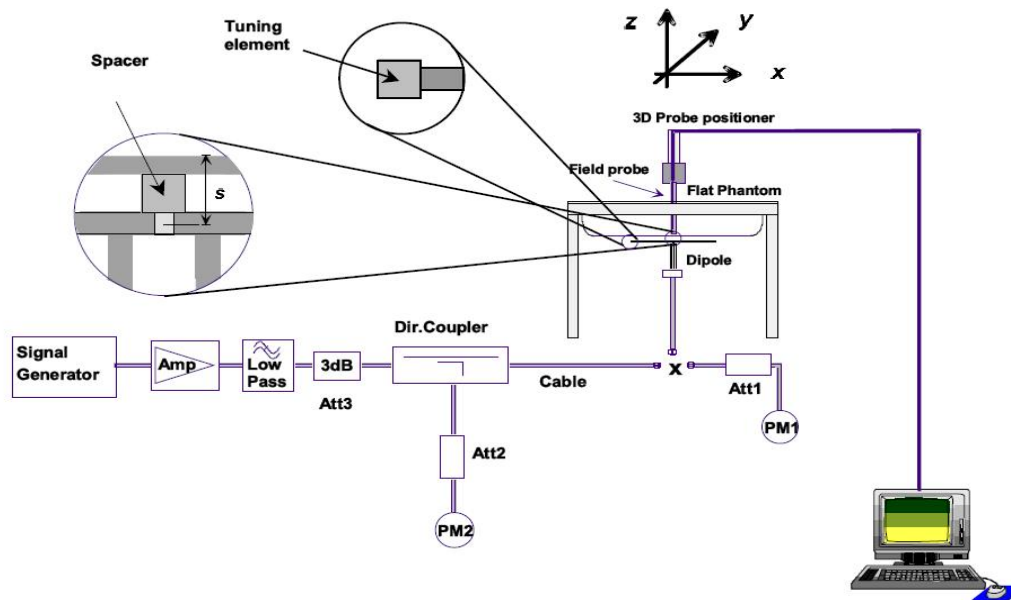 Tuning
element
Spacer
s
z
y
x
3D Probe positioner
Field probe
Flat Phantom
Dipole
Signal
Generator
Amp
Low
Pass
3dB
Att3
Dir.Coupler
Cable
x
Att1
PM1
Att2
PM2